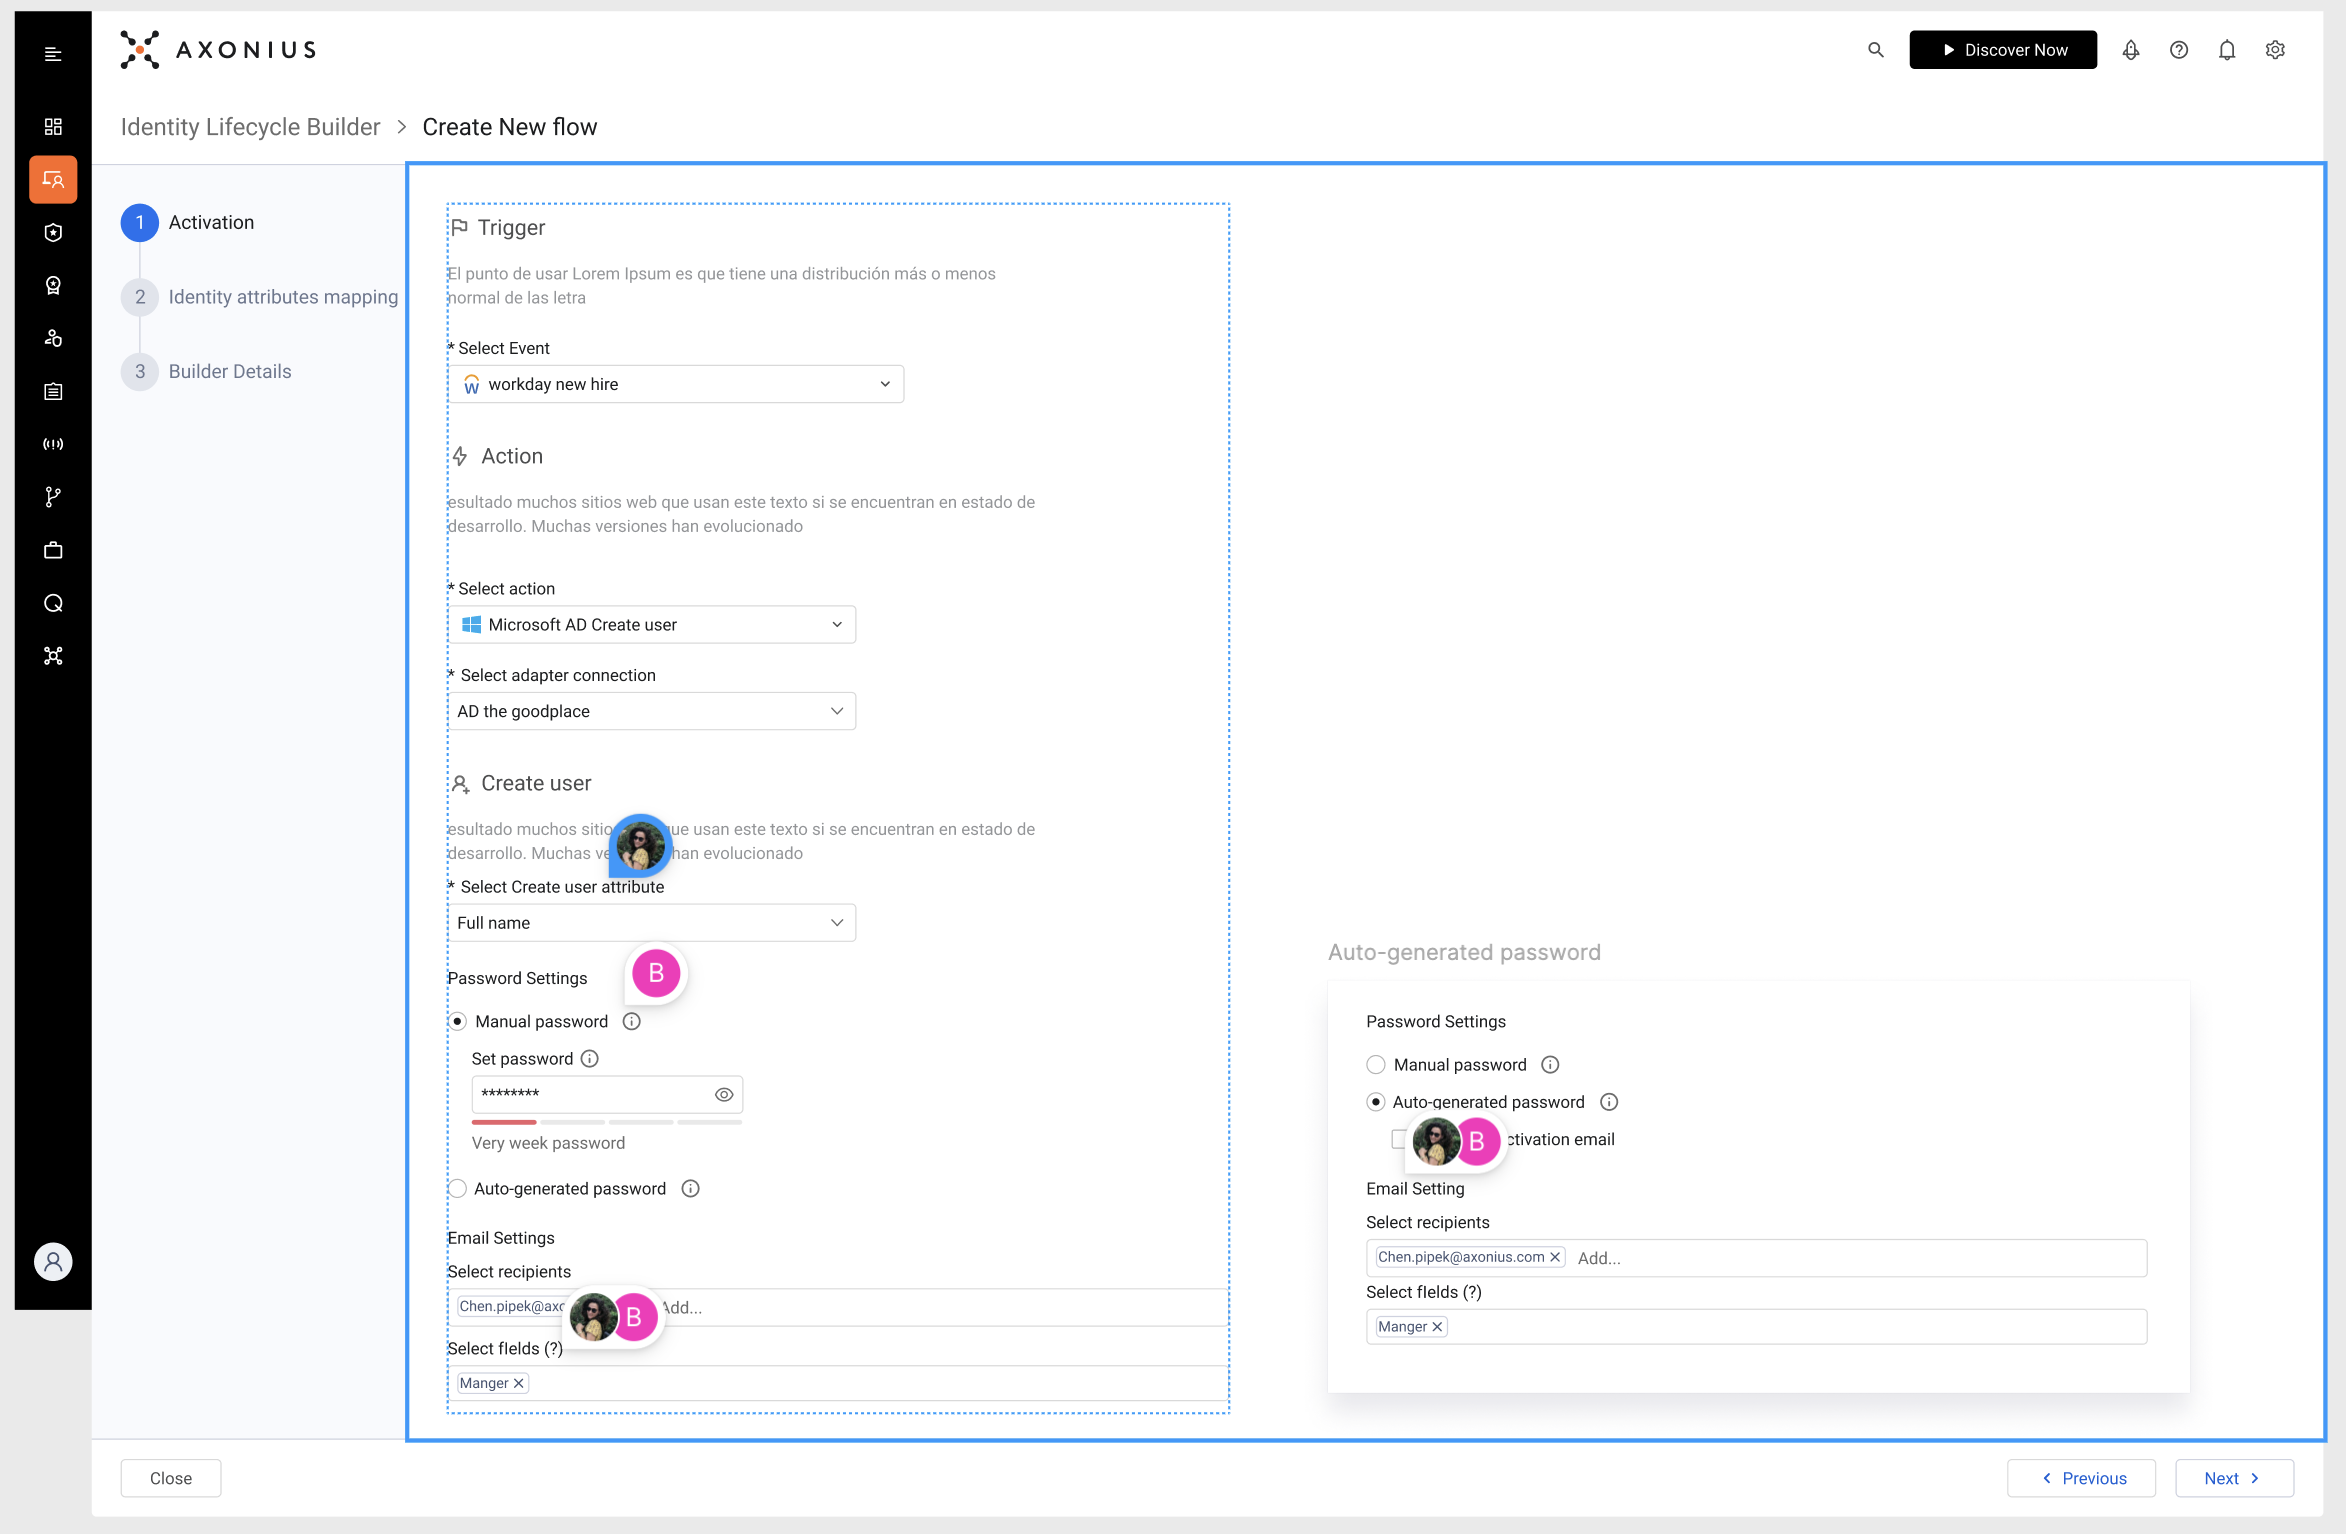 AXONIUS
Discover Now
Identity Lifecycle Builder > Create New flow
1 Activation
2 Identity attributes mapping
3 Builder Details
Trigger
El punto de usar Lorem Ipsum es que tiene una distribución más o menos
normal de las letra
* Select Event
workday new hire
Action
esultado muchos sitios web que usan este texto si se encuentran en estado de
desarrollo. Muchas versiones han evolucionado
* Select action
Microsoft AD Create user
* Select adapter connection
AD the goodplace
Create user
esultado muchos sitio ue usan este texto si se encuentran en estado de
desarrollo. Muchas ve han evolucionado
* Select Create user attribute
Full name
Password Settings
B
Manual password
Set password
********
Very week password
Auto-generated password
Email Settings
Select recipients
Chen.pipek@axo B Add...
Select fIelds (?)
Manger
Auto-generated password
Password Settings
Manual password
Auto-generated password
B ctivation email
Email Setting
Select recipients
Chen.pipek@axonius.com Add...
Select fIelds (?)
Manger
Close
Previous
Next